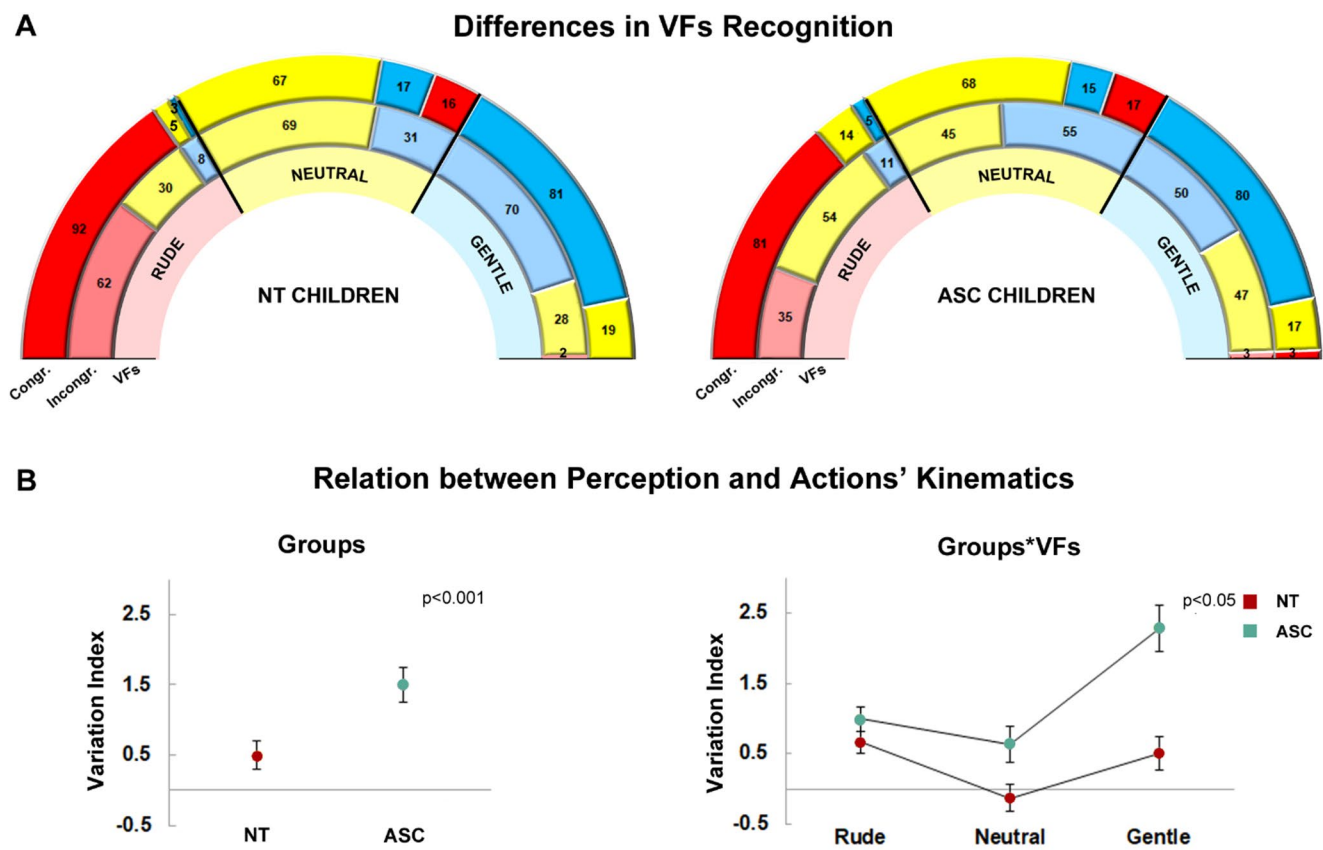 A
Differences in VFs Recognition
92
5
3
67
17
16
81
19
62
30
8
69
31
70
28
2
RUDE
NEUTRAL
GENTLE
NT CHILDREN
Congr.
Incongr.
VFs
81
14
5
68
15
17
80
17
3
35
54
11
45
55
50
47
3
RUDE
NEUTRAL
GENTLE
ASC CHILDREN
Congr.
Incongr.
VFs
B
Relation between Perception and Actions’ Kinematics
Groups
p<0.001
Variation Index
2.5
1.5
0.5
-0.5
NT
ASC
Groups*VFs
p<0.05
NT
ASC
Variation Index
2.5
1.5
0.5
-0.5
Rude
Neutral
Gentle